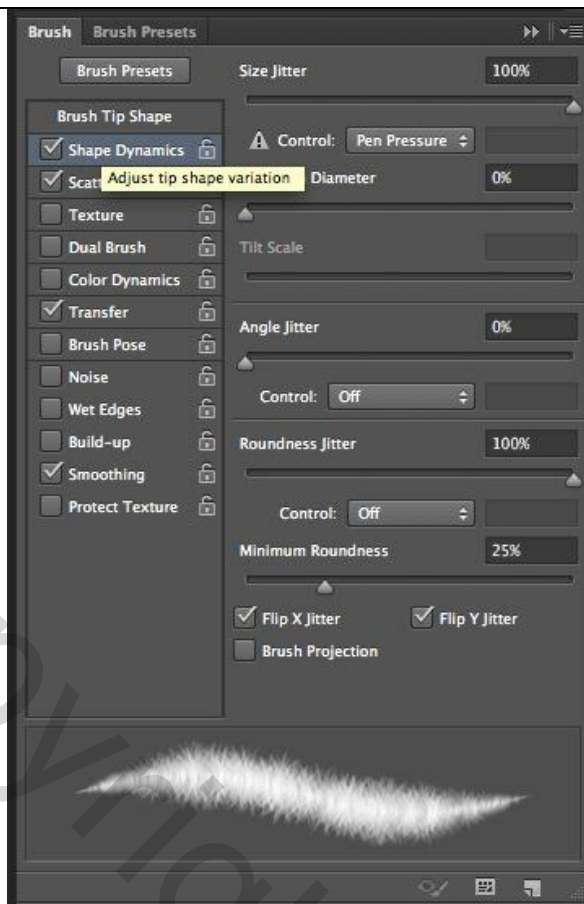 Brush Brush Presets
Brush Presets
Brush Tip Shape
Shape Dynamics
Adjust tip shape variation
Texture
Dual Brush
Color Dynamics
Transfer
Brush Pose
Noise
Wet Edges
Build-up
Smoothing
Protect Texture
Size Jitter 100%
Control: Pen Pressure
Diameter 0%
Tilt Scale
Angle Jitter 0%
Control: Off
Roundness Jitter 100%
Control: Off
Minimum Roundness 25%
Flip X Jitter Flip Y Jitter
Brush Projection